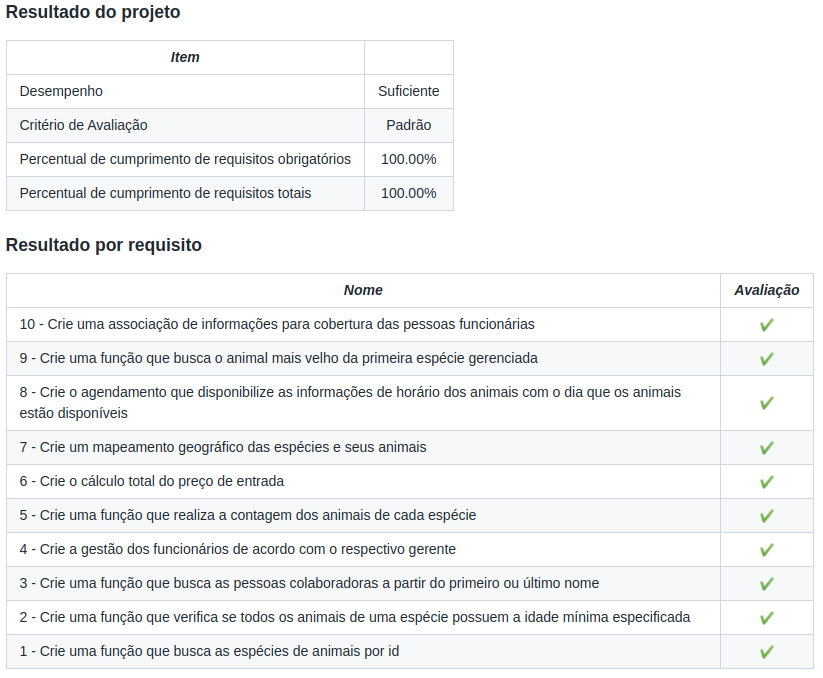 Resultado do projeto
Item
Desempenho Suficiente
Critério de Avaliação Padrão
Percentual de cumprimento de requisitos obrigatórios 100.00%
Percentual de cumprimento de requisitos totais 100.00%
Resultado por requisito
Nome Avaliação
10 - Crie uma associação de informações para cobertura das pessoas funcionárias ✔
9 - Crie uma função que busca o animal mais velho da primeira espécie gerenciada ✔
8 - Crie o agendamento que disponibilize as informações de horário dos animais com o dia que os animais
estão disponíveis ✔
7 - Crie um mapeamento geográfico das espécies e seus animais ✔
6 - Crie o cálculo total do preço de entrada ✔
5 - Crie uma função que realiza a contagem dos animais de cada espécie ✔
4 - Crie a gestão dos funcionários de acordo com o respectivo gerente ✔
3 - Crie uma função que busca as pessoas colaboradoras a partir do primeiro ou último nome ✔
2 - Crie uma função que verifica se todos os animais de uma espécie possuem a idade mínima especificada ✔
1 - Crie uma função que busca as espécies de animais por id ✔